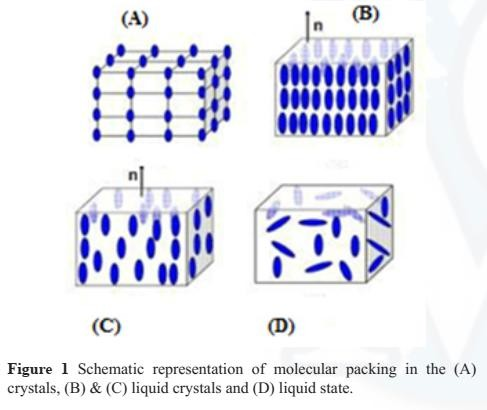 (A)
(B)
n
n
(C)
(D)
Figure 1 Schematic representation of molecular packing in the (A)
crystals, (B) & (C) liquid crystals and (D) liquid state.